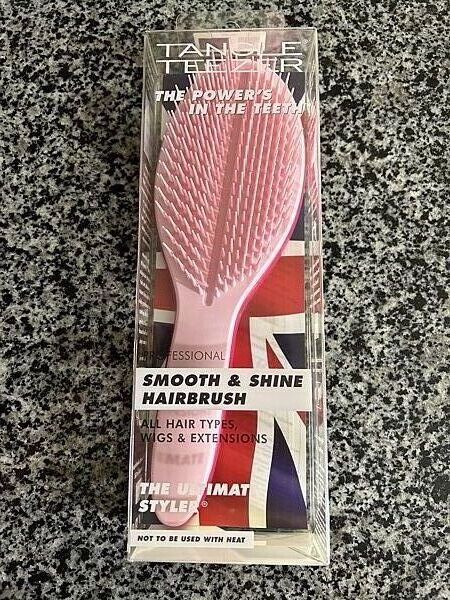 TANGLE
TEEZER
THE POWER'S
IN THE TEETH
PROFESSIONAL
SMOOTH & SHINE
HAIRBRUSH
ALL HAIR TYPES,
WIGS & EXTENSIONS
THE ULTIMATE
STYLER®
NOT TO BE USED WITH HEAT